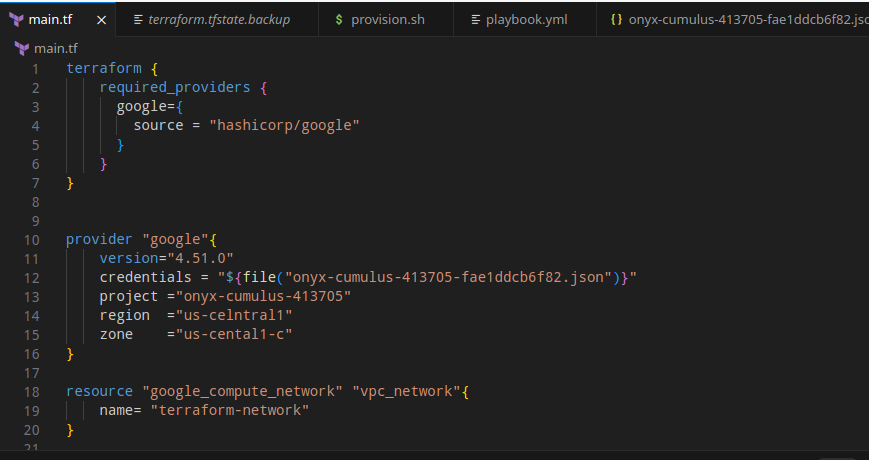 main.tf × terraform.tfstate.backup $ provision.sh playbook.yml {} onyx-cumulus-413705-fae1ddcb6f82.jsc
main.tf
1 terraform {
2 required_providers {
3 google={
4 source = "hashicorp/google"
5 }
6 }
7 }
8
9
10 provider "google"{
11 version="4.51.0"
12 credentials = "${file("onyx-cumulus-413705-fae1ddcb6f82.json")}"
13 project ="onyx-cumulus-413705"
14 region ="us-celntral1"
15 zone ="us-cental1-c"
16 }
17
18 resource "google_compute_network" "vpc_network"{
19 name= "terraform-network"
20 }
21